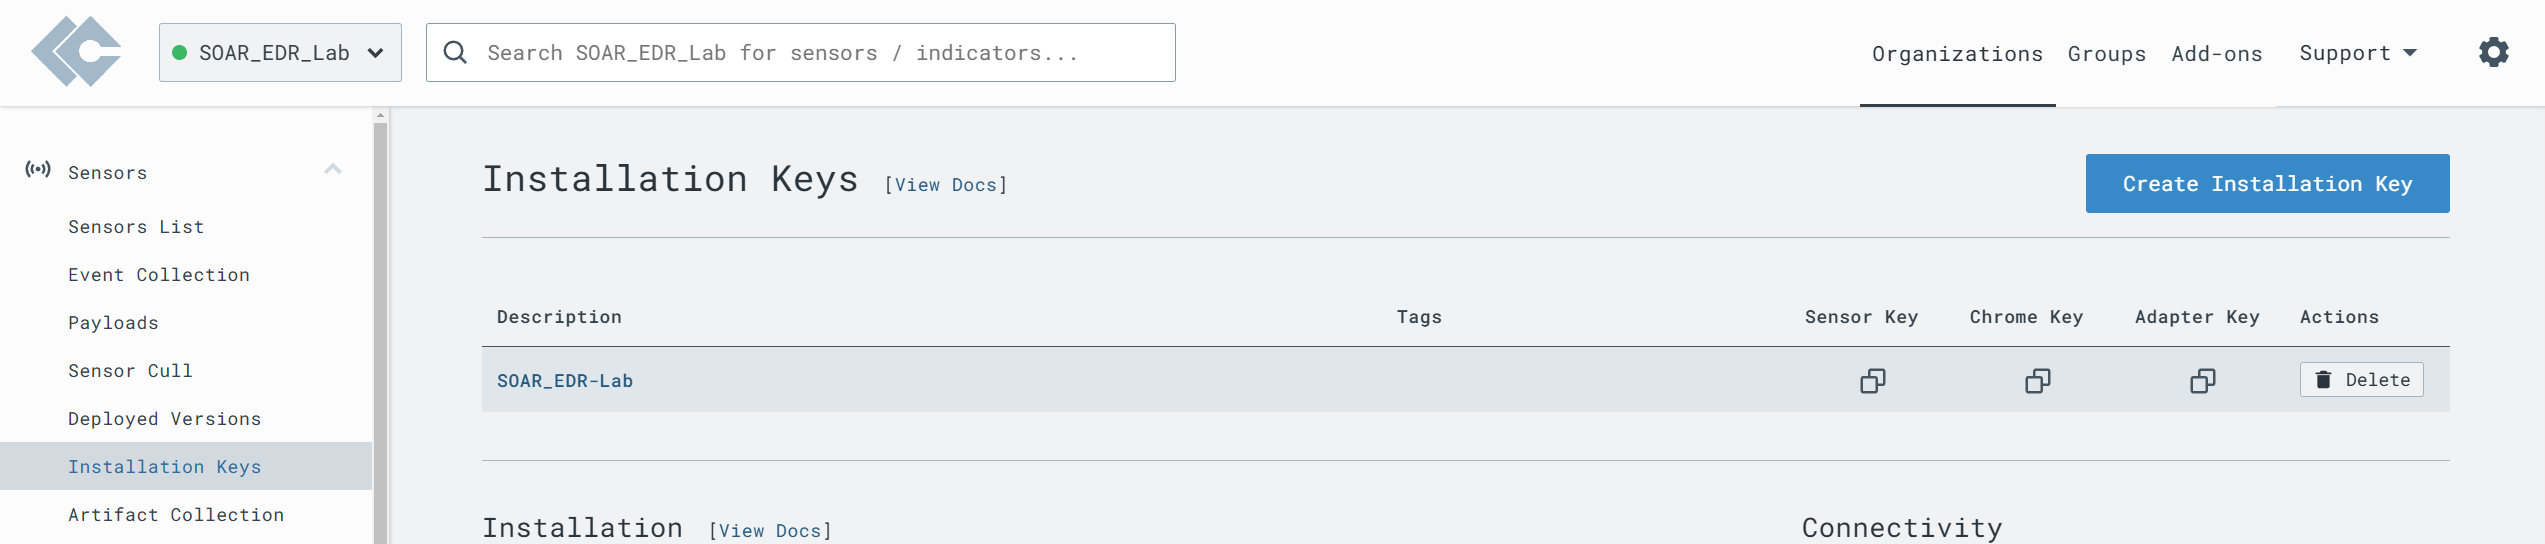 SOAR_EDR_Lab
Search SOAR_EDR_Lab for sensors / indicators...
Organizations Groups Add-ons Support
Sensors
Sensors List
Event Collection
Payloads
Sensor Cull
Deployed Versions
Installation Keys
Artifact Collection
Installation Keys [View Docs]
Create Installation Key
Description Tags Sensor Key Chrome Key Adapter Key Actions
SOAR_EDR-Lab Delete
Installation [View Docs]
Connectivity